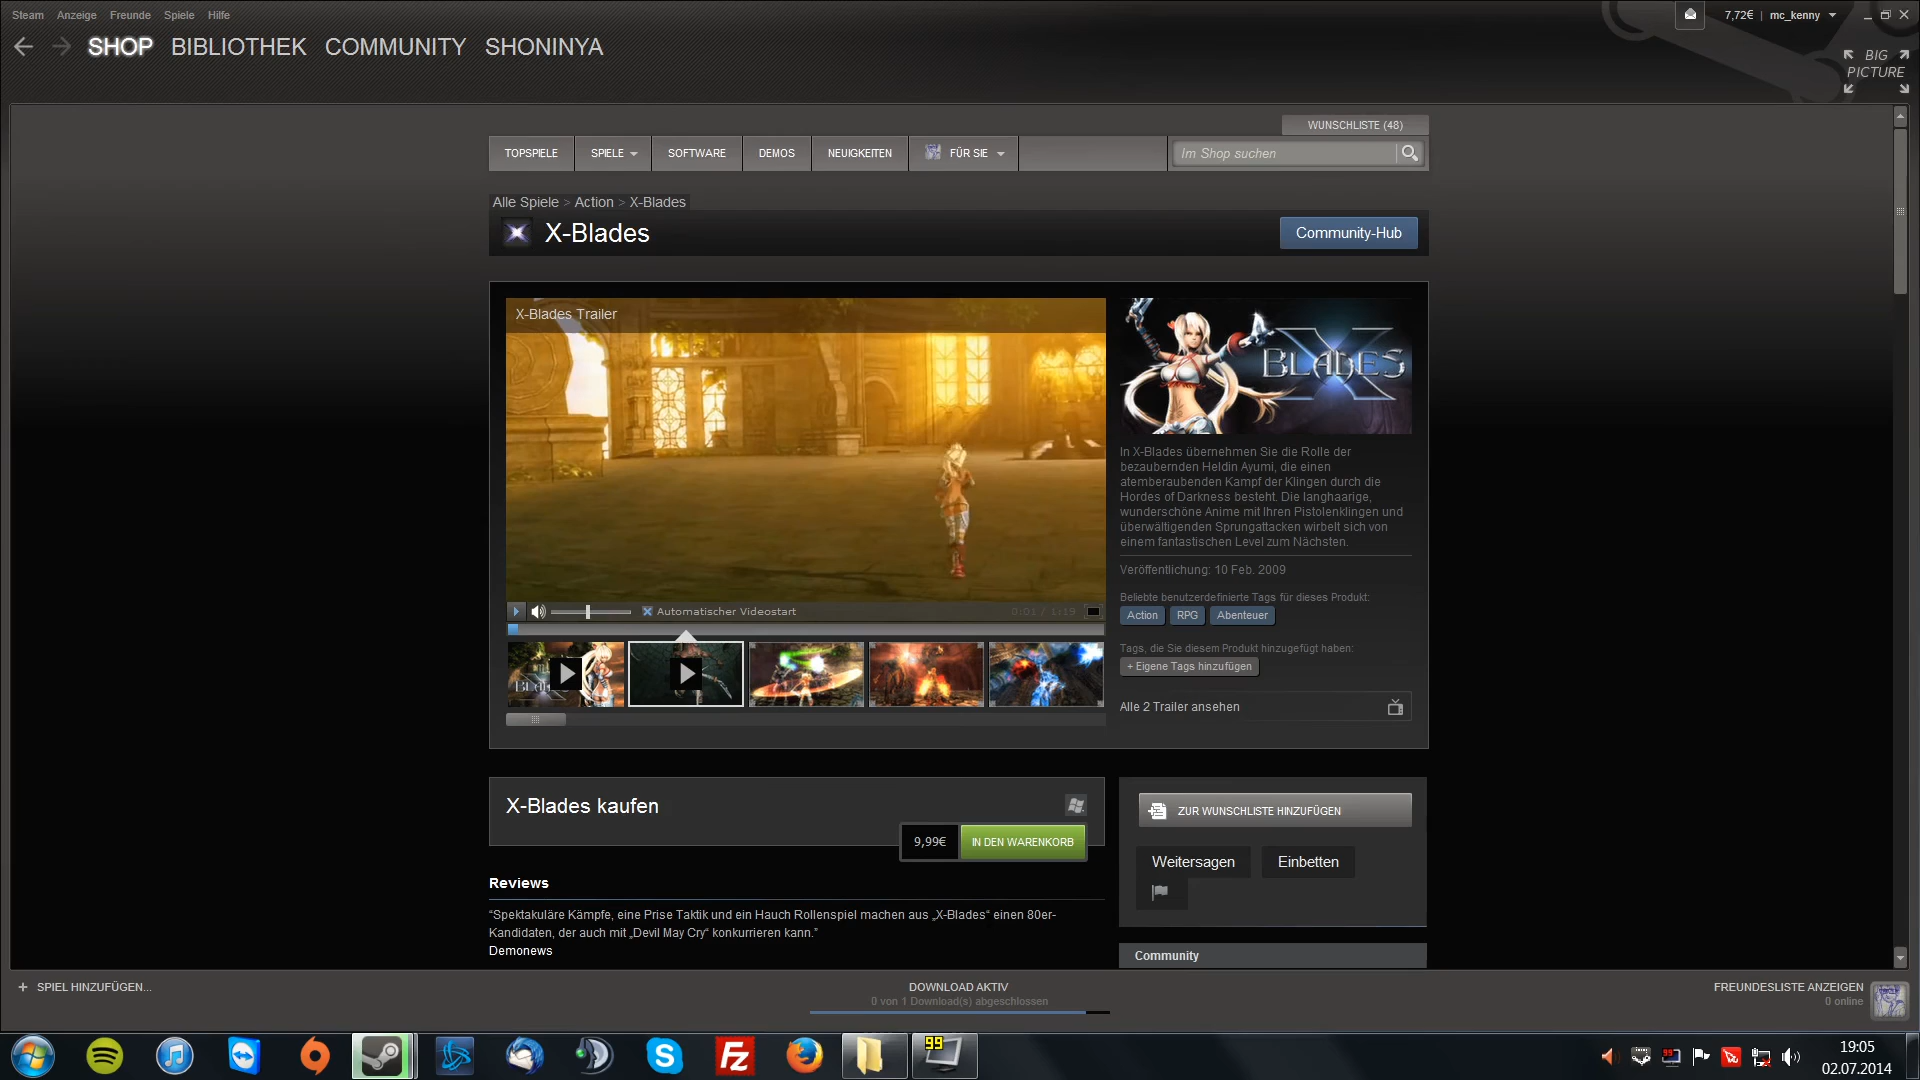 Steam Anzeige Freunde Spiele Hilfe
7,72€ | mc_kenny
SHOP BIBLIOTHEK COMMUNITY SHONINYA
BIG
PICTURE
WUNSCHLISTE (48)
TOPSPIELE SPIELE SOFTWARE DEMOS NEUIGKEITEN FÜR SIE
Im Shop suchen
Alle Spiele > Action > X-Blades
X-Blades
Community-Hub
X-Blades Trailer
X BLADES
In X-Blades übernehmen Sie die Rolle der
bezaubernden Heldin Ayumi, die einen
atemberaubenden Kampf der Klingen durch die
Hordes of Darkness besteht. Die langhaarige,
wunderschöne Anime mit Ihren Pistolenklingen und
überwältigenden Sprungattacken wirbelt sich von
einem fantastischen Level zum Nächsten.
Veröffentlichung: 10 Feb. 2009
Beliebte benutzerdefinierte Tags für dieses Produkt:
Action RPG Abenteuer
Tags, die Sie diesem Produkt hinzugefügt haben:
+ Eigene Tags hinzufügen
Alle 2 Trailer ansehen
Automatischer Videostart
0:01 / 1:19
X-Blades kaufen
9,99€ IN DEN WARENKORB
ZUR WUNSCHLISTE HINZUFÜGEN
Weitersagen Einbetten
Reviews
“Spektakuläre Kämpfe, eine Prise Taktik und ein Hauch Rollenspiel machen aus „X-Blades“ einen 80er-
Kandidaten, der auch mit „Devil May Cry“ konkurrieren kann.”
Demonews
Community
+ SPIEL HINZUFÜGEN...
DOWNLOAD AKTIV
0 von 1 Download(s) abgeschlossen
FREUNDESLISTE ANZEIGEN
0 online
99
19:05
02.07.2014